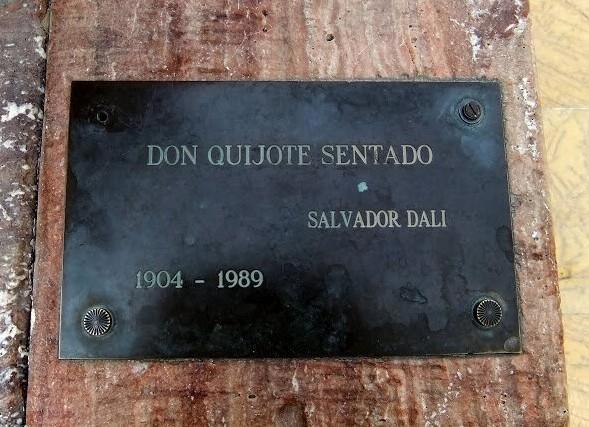 DON QUIJOTE SENTADO
SALVADOR DALI
1904 - 1989